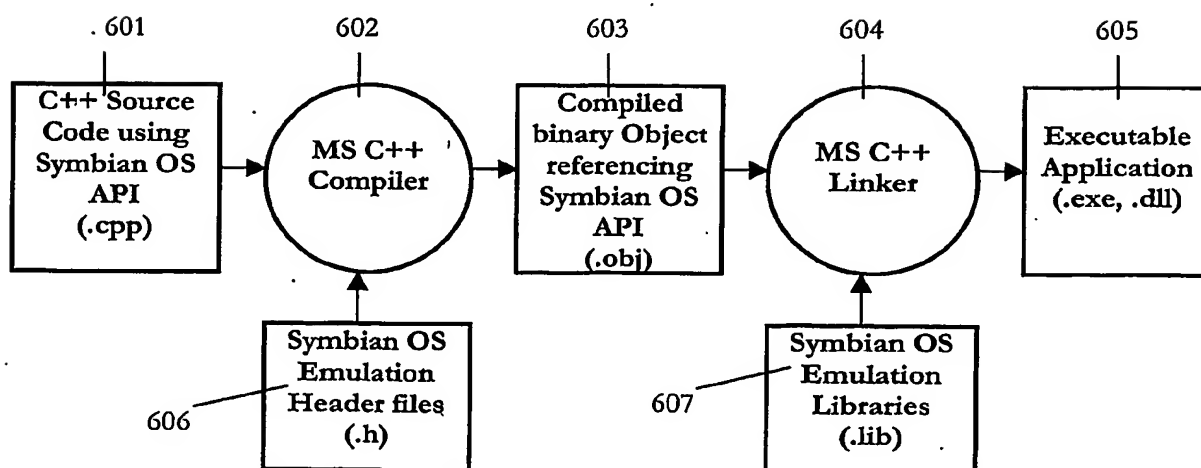 601
602
603
604
605
C++ Source
Code using
Symbian OS
API
(.cpp)
MS C++
Compiler
Compiled
binary Object
referencing
Symbian OS
API
(.obj)
MS C++
Linker
Executable
Application
(.exe, .dll)
Symbian OS
Emulation
Header files
(.h)
606
Symbian OS
Emulation
Libraries
(.lib)
607